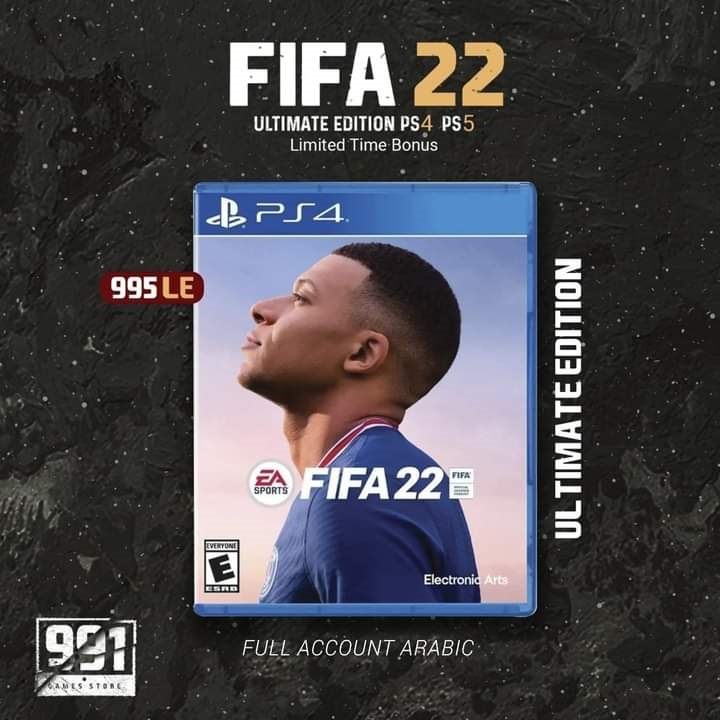 FIFA 22
ULTIMATE EDITION PS4 PS5
Limited Time Bonus
PS4
995 LE
ULTIMATE EDITION
EA SPORTS FIFA 22 FIFA
EVERYONE
E
ESRB
Electronic Arts
991
GAMES STORE
FULL ACCOUNT ARABIC